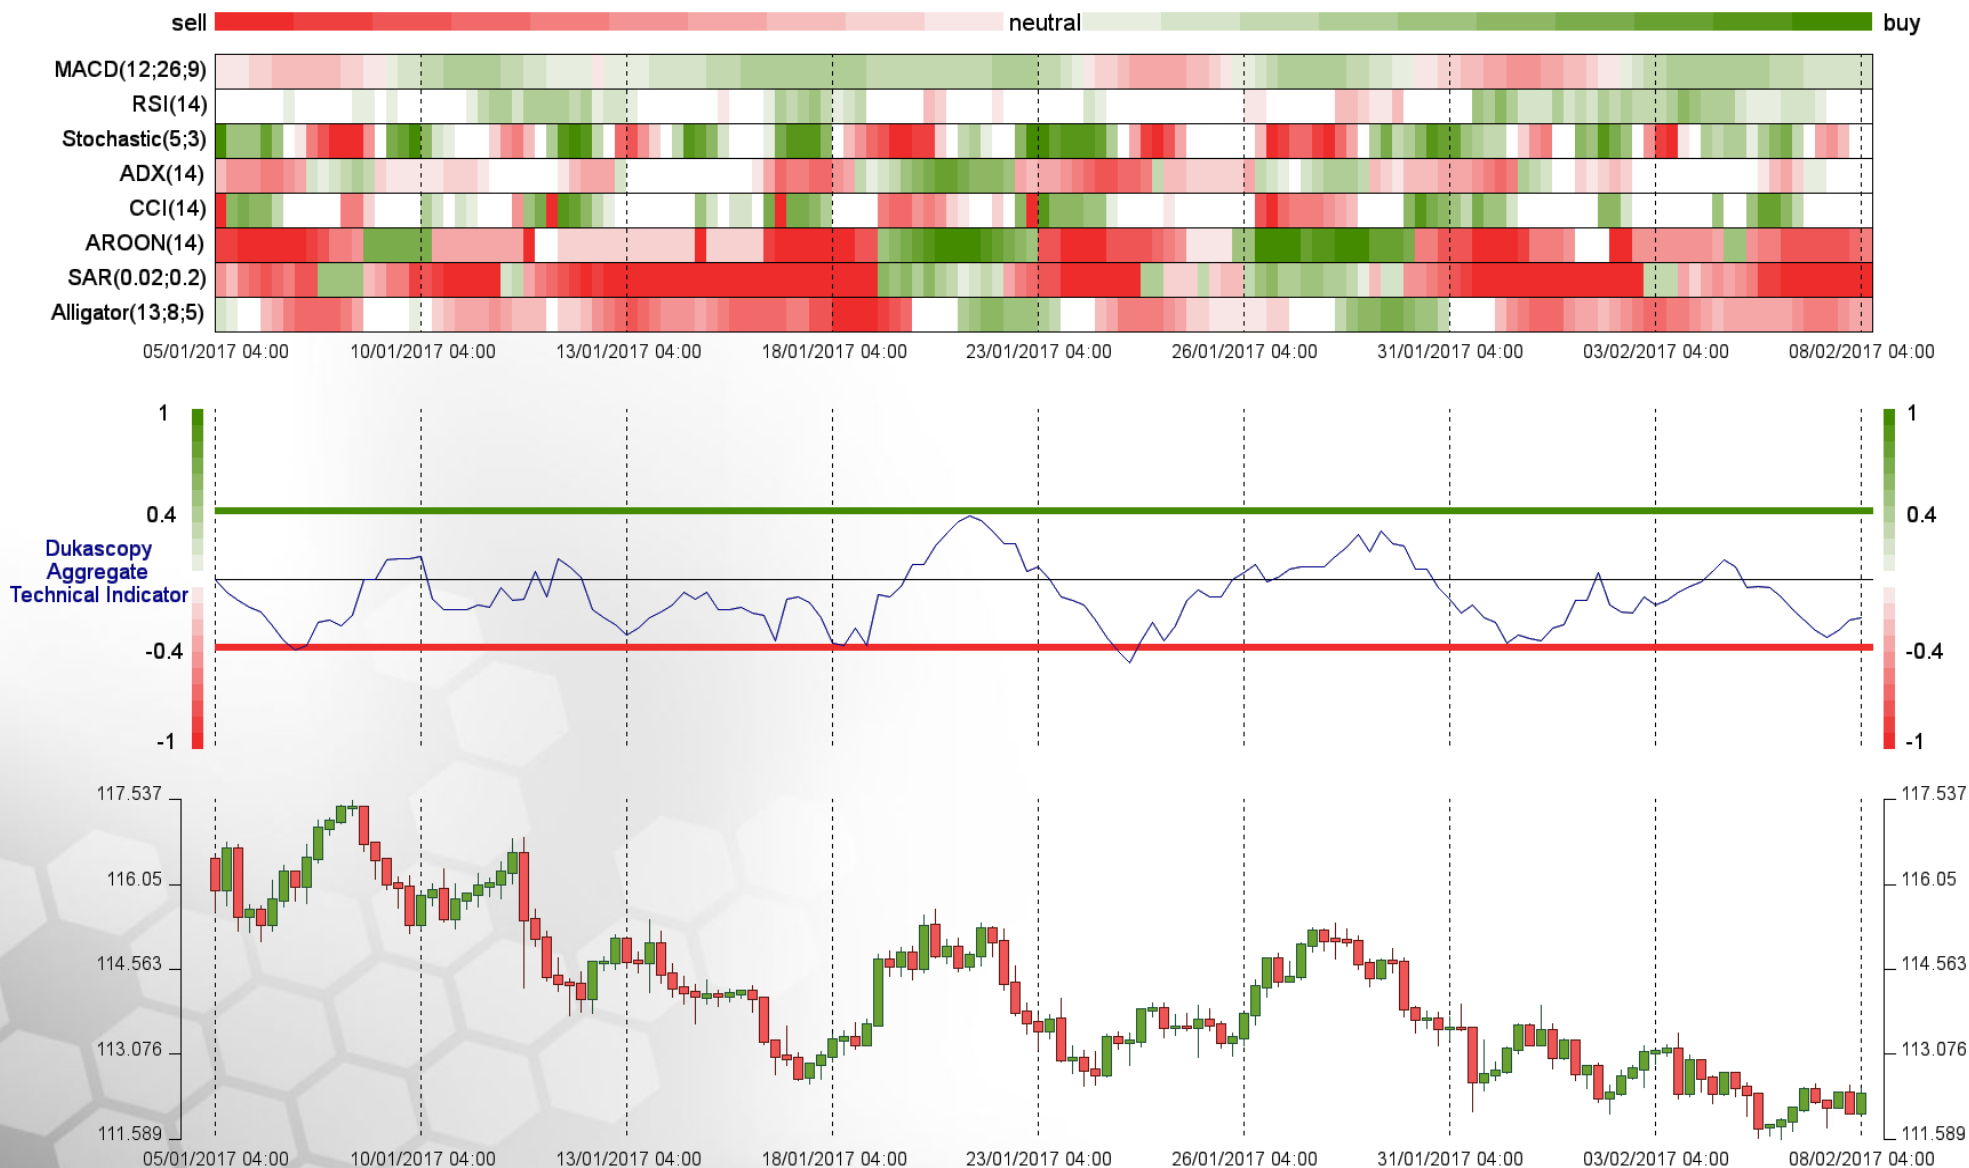 sell neutral buy
MACD(12;26;9)
RSI(14)
Stochastic(5;3)
ADX(14)
CCI(14)
AROON(14)
SAR(0.02;0.2)
Alligator(13;8;5)
05/01/2017 04:00 10/01/2017 04:00 13/01/2017 04:00 18/01/2017 04:00 23/01/2017 04:00 26/01/2017 04:00 31/01/2017 04:00 03/02/2017 04:00 08/02/2017 04:00
1 1
0.4 0.4
Dukascopy
Aggregate
Technical Indicator
-0.4 -0.4
-1 -1
117.537 117.537
116.05 116.05
114.563 114.563
113.076 113.076
111.589 111.589
05/01/2017 04:00 10/01/2017 04:00 13/01/2017 04:00 18/01/2017 04:00 23/01/2017 04:00 26/01/2017 04:00 31/01/2017 04:00 03/02/2017 04:00 08/02/2017 04:00